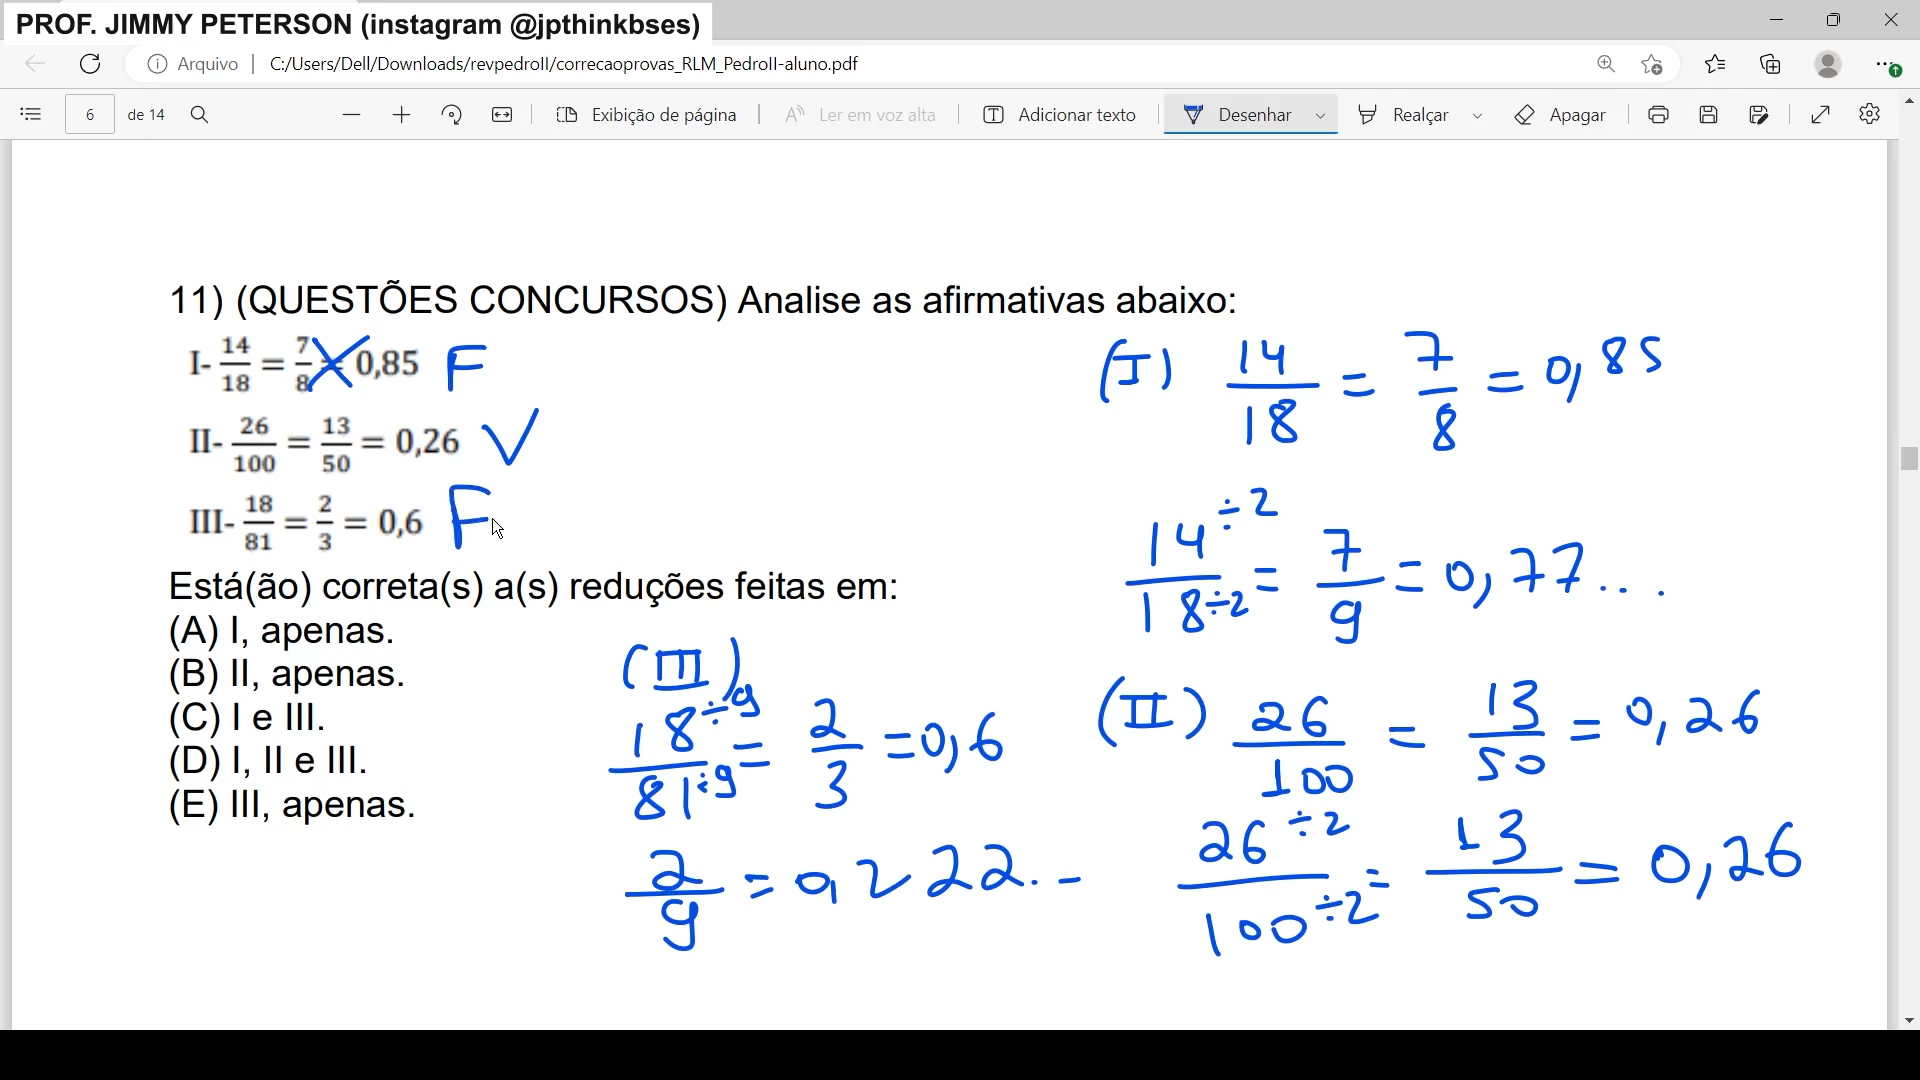 PROF. JIMMY PETERSON (instagram @jpthinkbses)
Arquivo | C:/Users/Dell/Downloads/revpedroII/correcaoprovas_RLM_PedroII-aluno.pdf
6 de 14 Exibição de página Ler em voz alta Adicionar texto Desenhar Realçar Apagar
11) (QUESTÕES CONCURSOS) Analise as afirmativas abaixo:
I- 14/18 = 7/8 = 0,85 F
II- 26/100 = 13/50 = 0,26 V
III- 18/81 = 2/3 = 0,6 F
Está(ão) correta(s) a(s) reduções feitas em:
(A) I, apenas.
(B) II, apenas.
(C) I e III.
(D) I, II e III.
(E) III, apenas.
(I) 14/18 = 7/8 = 0,85
14÷2/18÷2 = 7/9 = 0,77...
(II) 26/100 = 13/50 = 0,26
26÷2/100÷2 = 13/50 = 0,26
(III)
18÷9/81÷9 = 2/3 = 0,6
2/9 = 0,222...